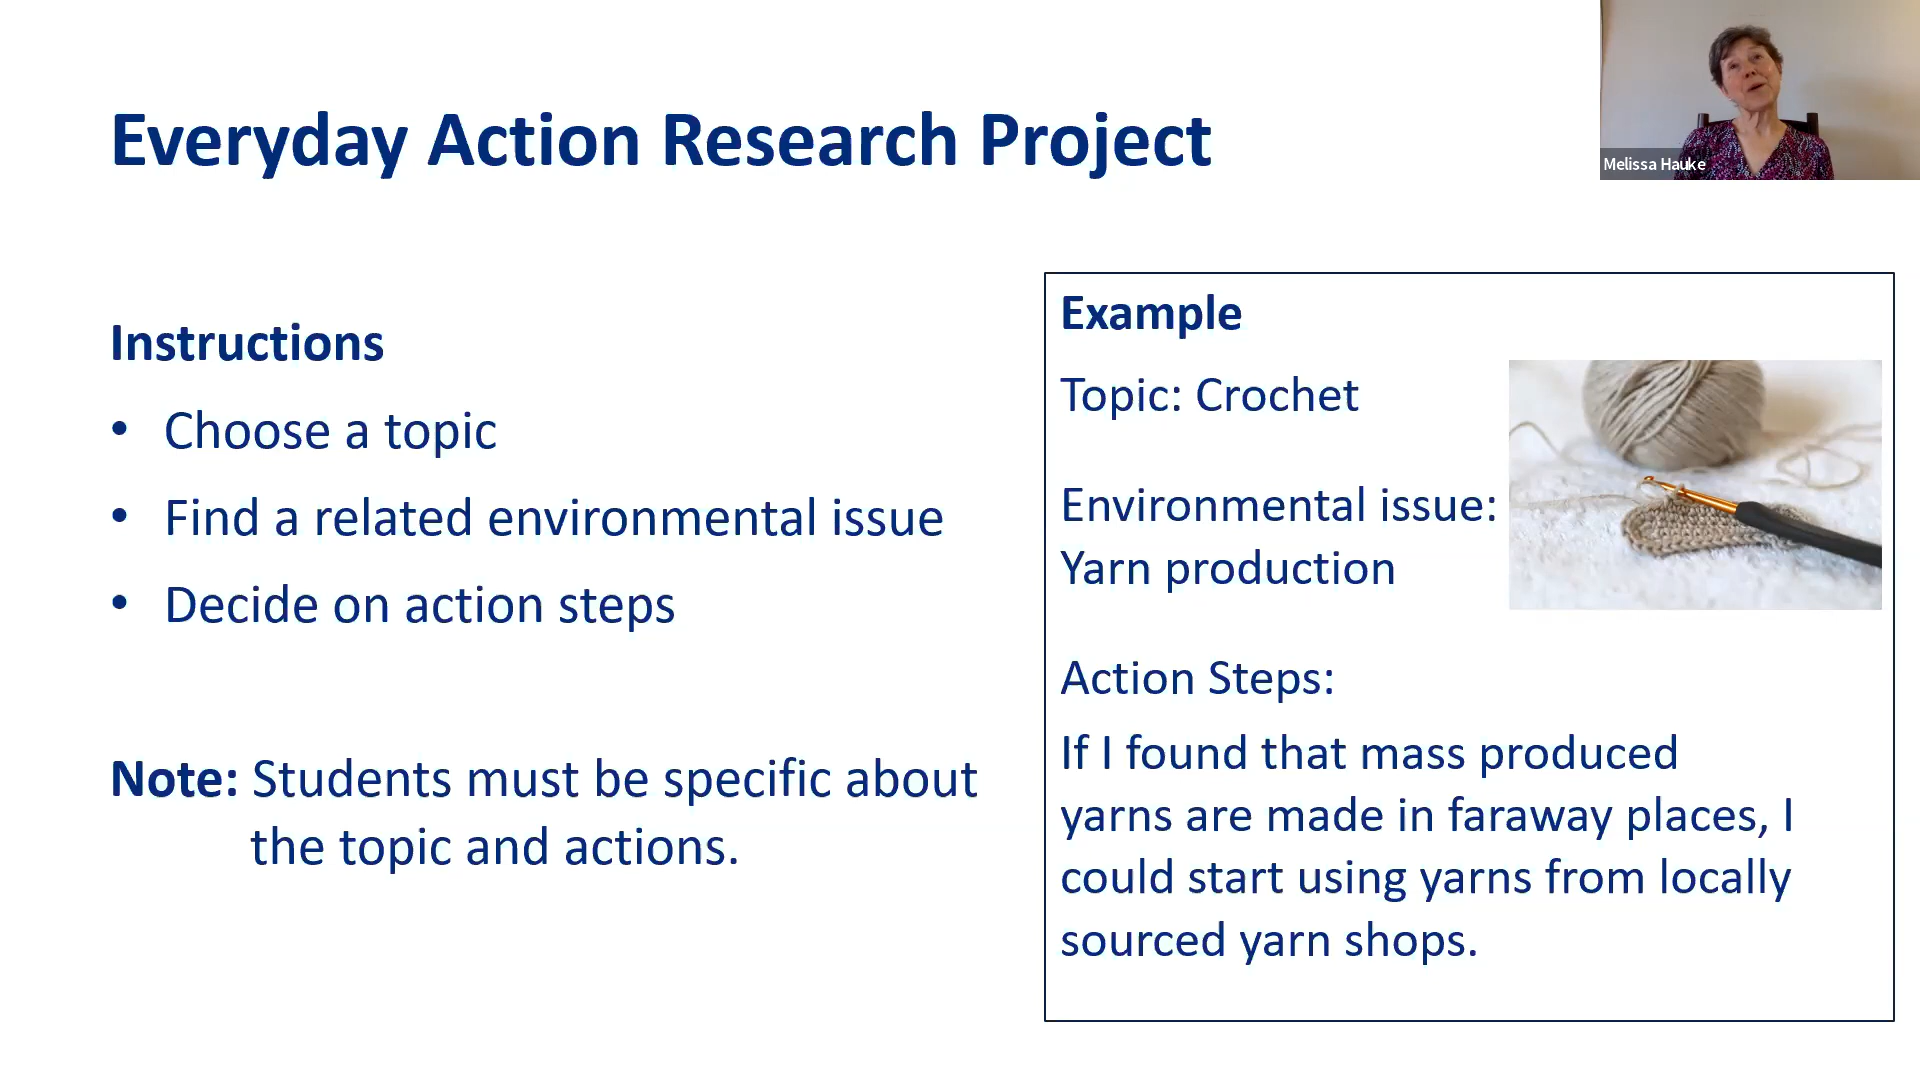 Everyday Action Research Project
Melissa Hauke
Instructions
• Choose a topic
• Find a related environmental issue
• Decide on action steps
Note: Students must be specific about
the topic and actions.
Example
Topic: Crochet
Environmental issue:
Yarn production
Action Steps:
If I found that mass produced
yarns are made in faraway places, I
could start using yarns from locally
sourced yarn shops.